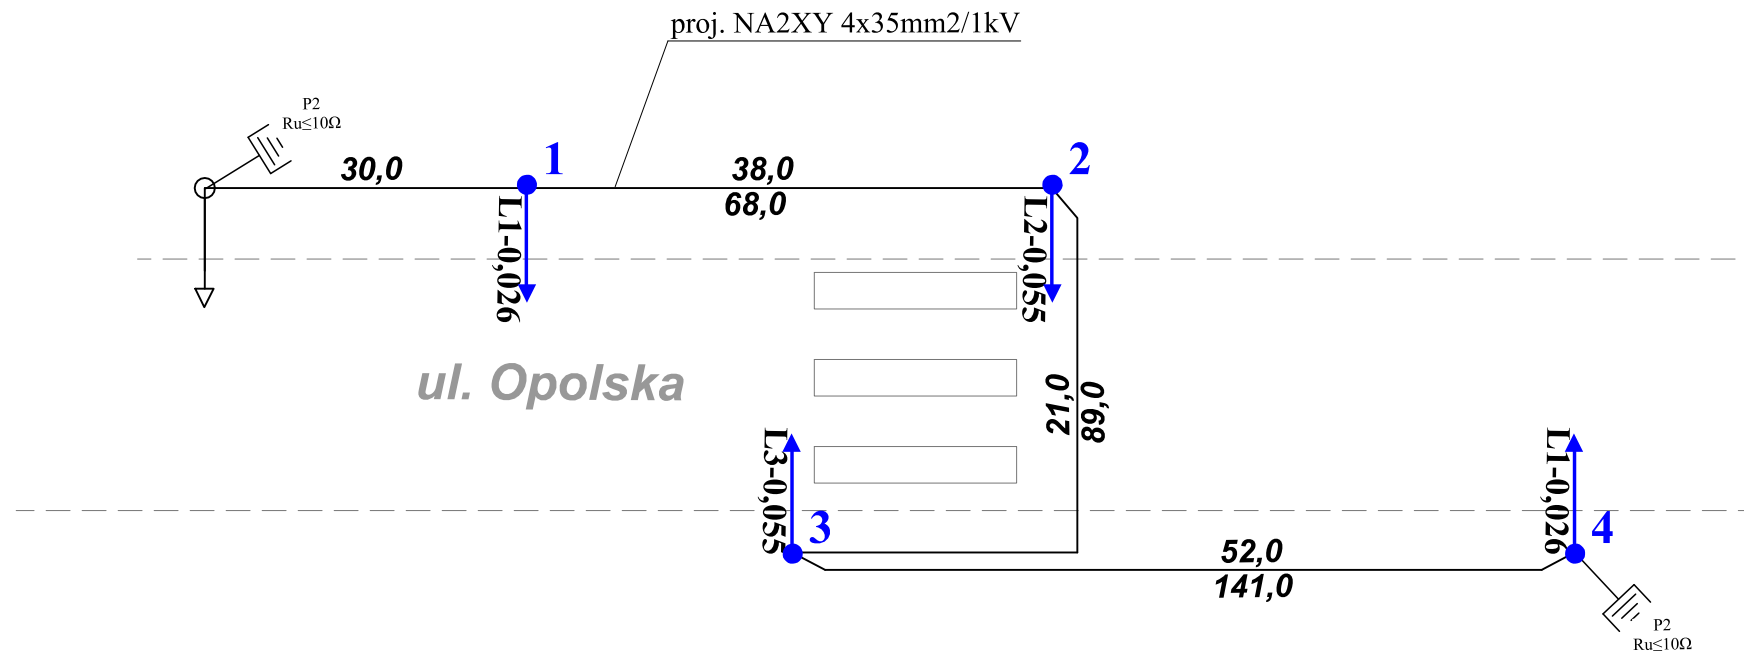 proj. NA2XY 4x35mm2/1kV
P2
Ru≤10Ω
30,0
1
38,0
68,0
2
L1-0,026
L2-0,055
ul. Opolska
21,0
89,0
L3-0,055
3
L1-0,026
4
52,0
141,0
P2
Ru≤10Ω